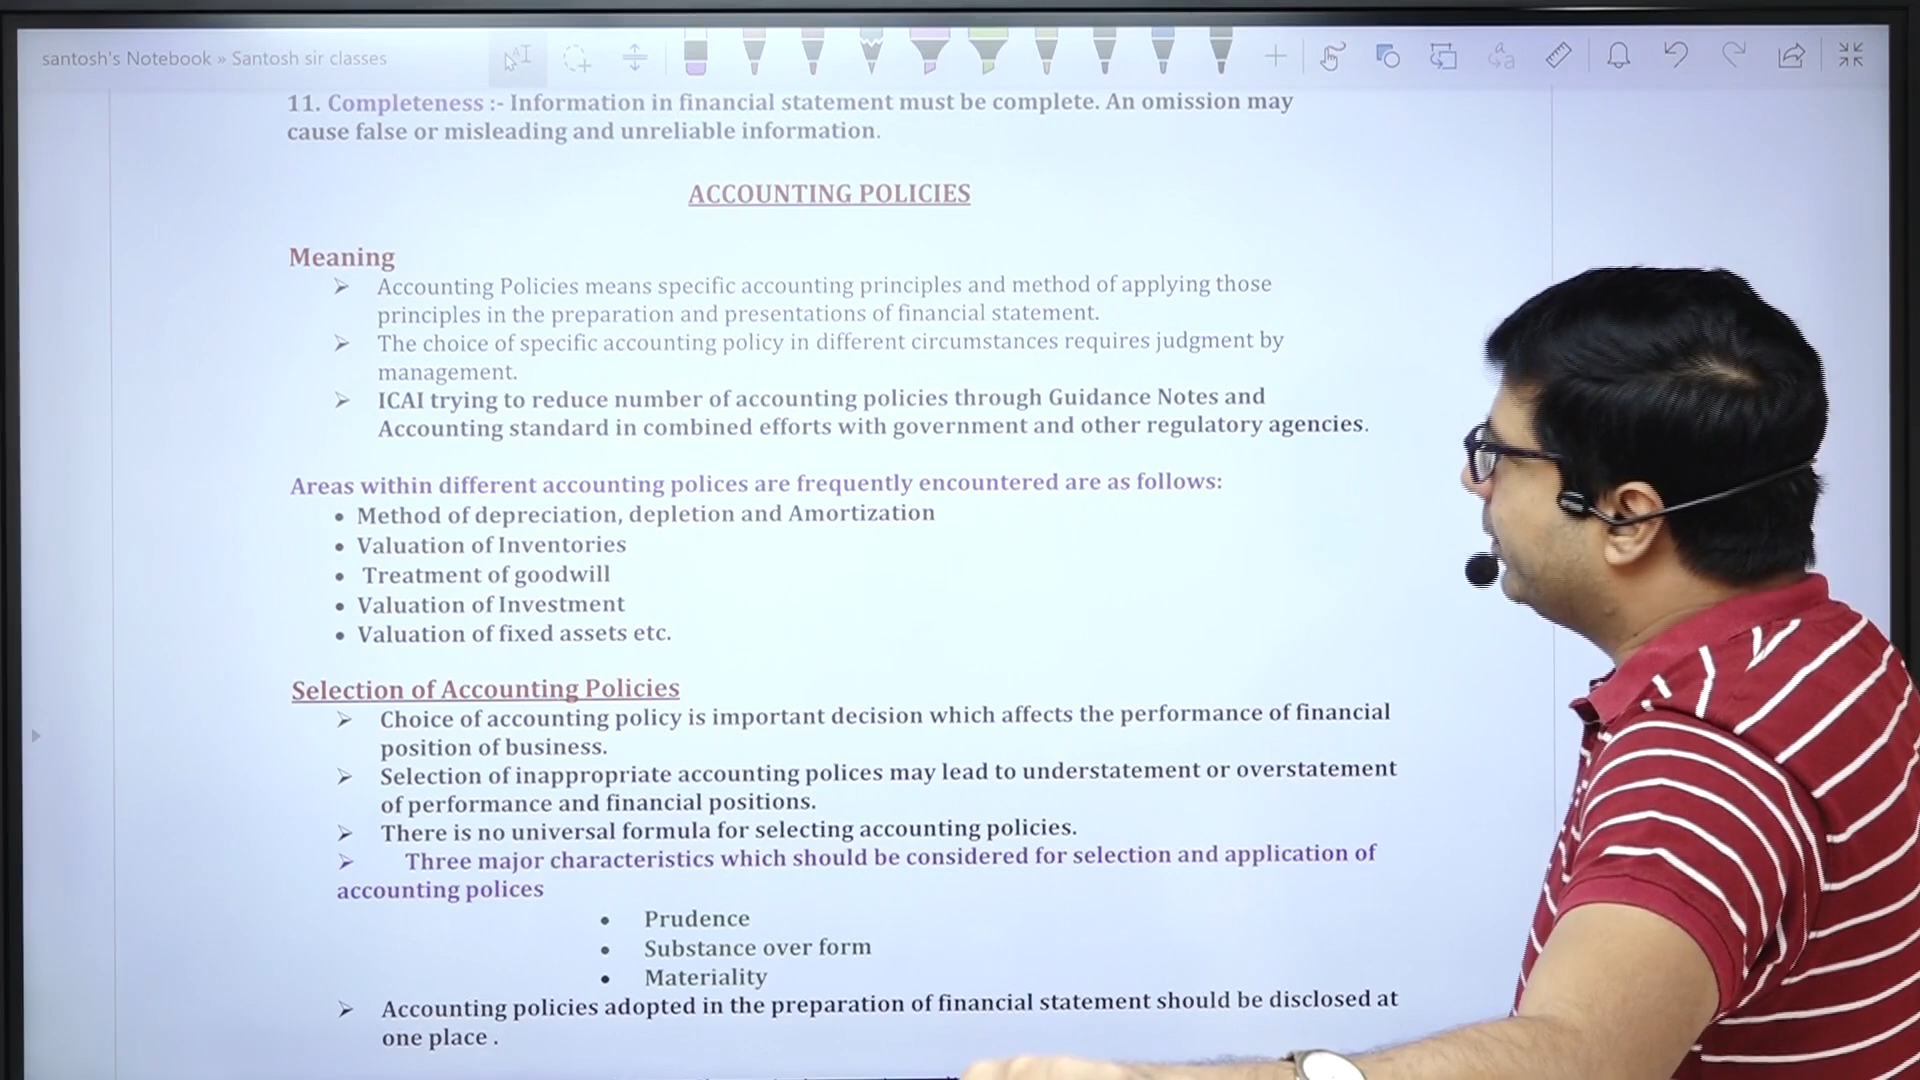 santosh's Notebook » Santosh sir classes
11. Completeness :- Information in financial statement must be complete. An omission may
cause false or misleading and unreliable information.
ACCOUNTING POLICIES
Meaning
➢ Accounting Policies means specific accounting principles and method of applying those
principles in the preparation and presentations of financial statement.
➢ The choice of specific accounting policy in different circumstances requires judgment by
management.
➢ ICAI trying to reduce number of accounting policies through Guidance Notes and
Accounting standard in combined efforts with government and other regulatory agencies.
Areas within different accounting polices are frequently encountered are as follows:
• Method of depreciation, depletion and Amortization
• Valuation of Inventories
• Treatment of goodwill
• Valuation of Investment
• Valuation of fixed assets etc.
Selection of Accounting Policies
➢ Choice of accounting policy is important decision which affects the performance of financial
position of business.
➢ Selection of inappropriate accounting polices may lead to understatement or overstatement
of performance and financial positions.
➢ There is no universal formula for selecting accounting policies.
➢ Three major characteristics which should be considered for selection and application of
accounting polices
• Prudence
• Substance over form
• Materiality
➢ Accounting policies adopted in the preparation of financial statement should be disclosed at
one place .